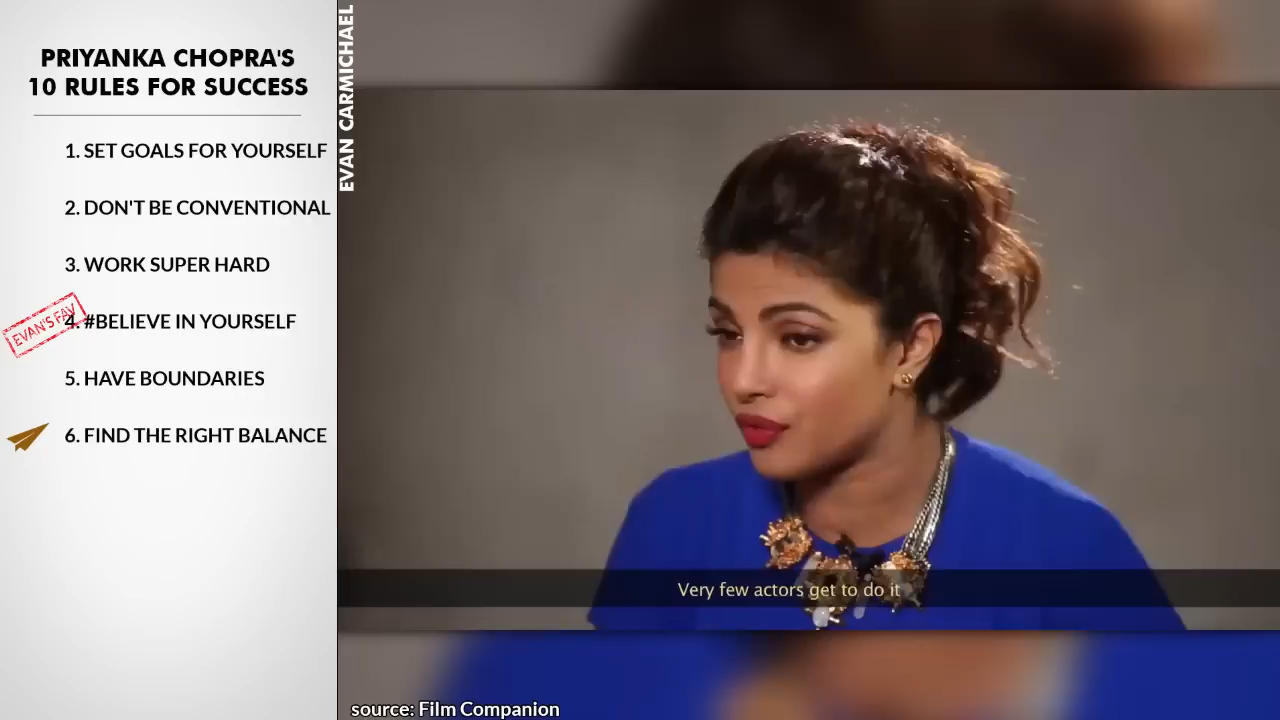 PRIYANKA CHOPRA'S
10 RULES FOR SUCCESS
1. SET GOALS FOR YOURSELF
2. DON'T BE CONVENTIONAL
3. WORK SUPER HARD
EVAN'S FAV
4. #BELIEVE IN YOURSELF
5. HAVE BOUNDARIES
6. FIND THE RIGHT BALANCE
EVAN CARMICHAEL
Very few actors get to do it
source: Film Companion